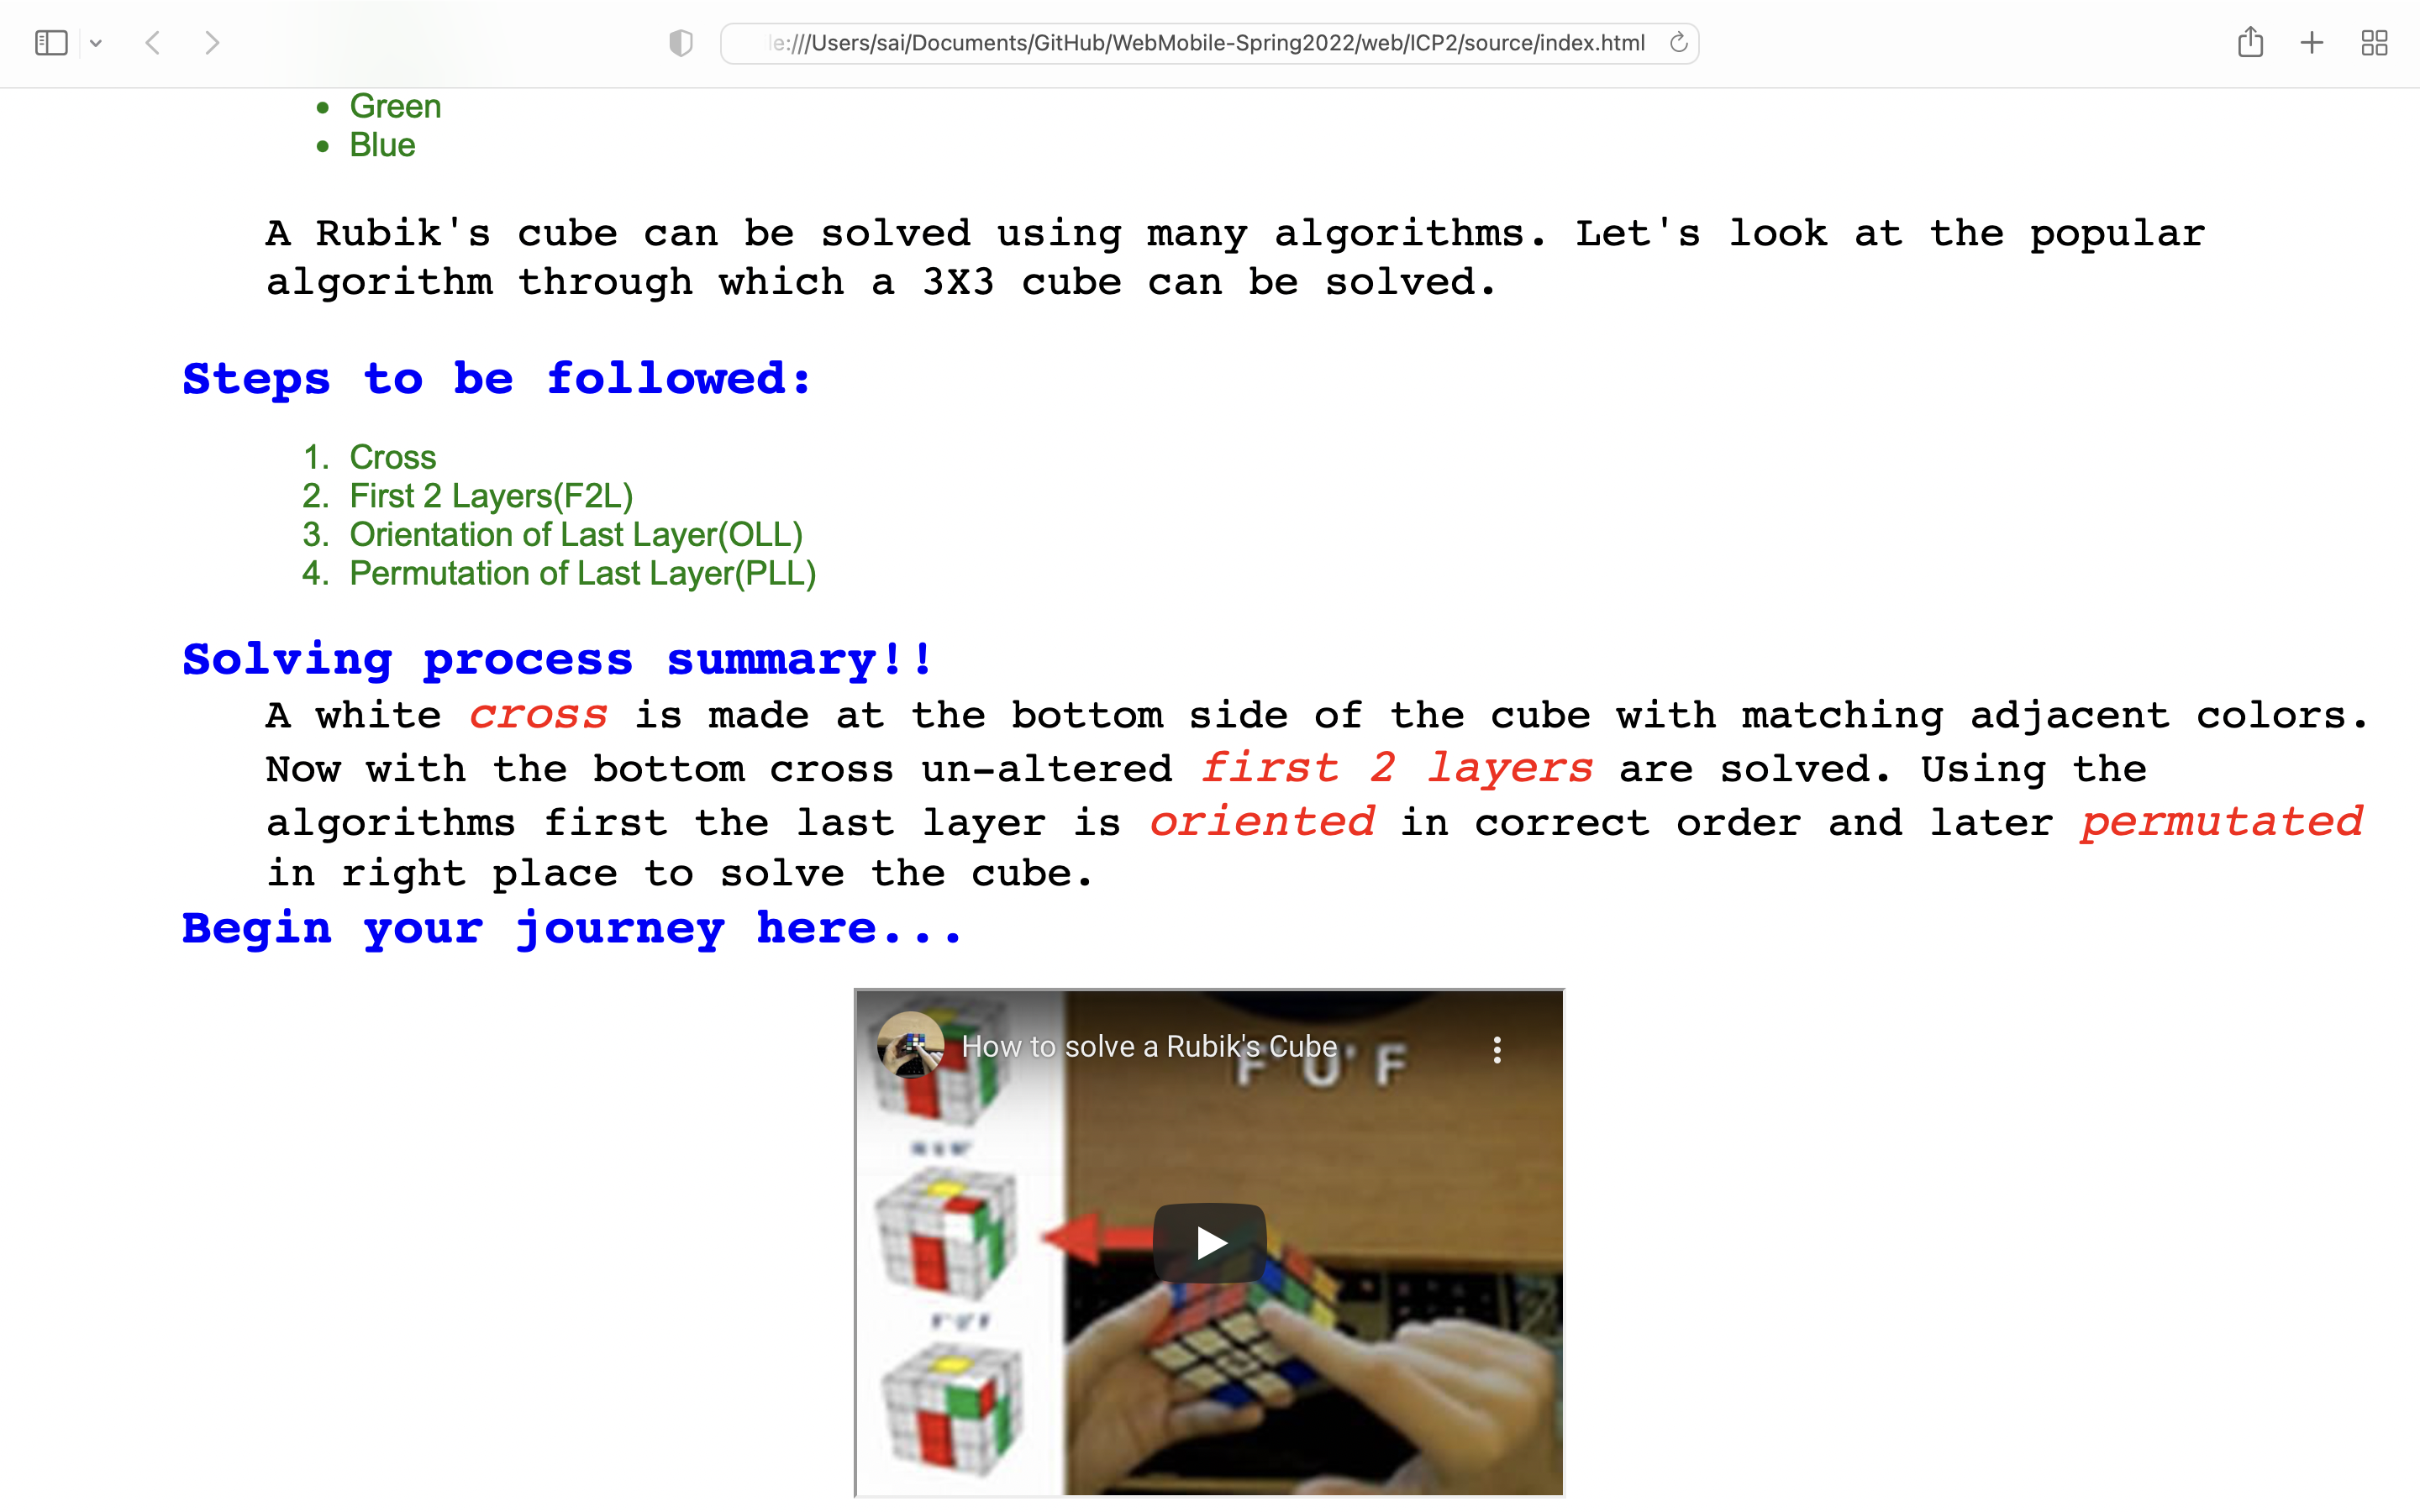 e:///Users/sai/Documents/GitHub/WebMobile-Spring2022/web/ICP2/source/index.html
Green
Blue
A Rubik's cube can be solved using many algorithms. Let's look at the popular
algorithm through which a 3X3 cube can be solved.
Steps to be followed:
1. Cross
2. First 2 Layers(F2L)
3. Orientation of Last Layer(OLL)
4. Permutation of Last Layer(PLL)
Solving process summary!!
A white cross is made at the bottom side of the cube with matching adjacent colors.
Now with the bottom cross un-altered first 2 layers are solved. Using the
algorithms first the last layer is oriented in correct order and later permutated
in right place to solve the cube.
Begin your journey here...
How to solve a Rubik's Cube
F' U' F
F' U' F